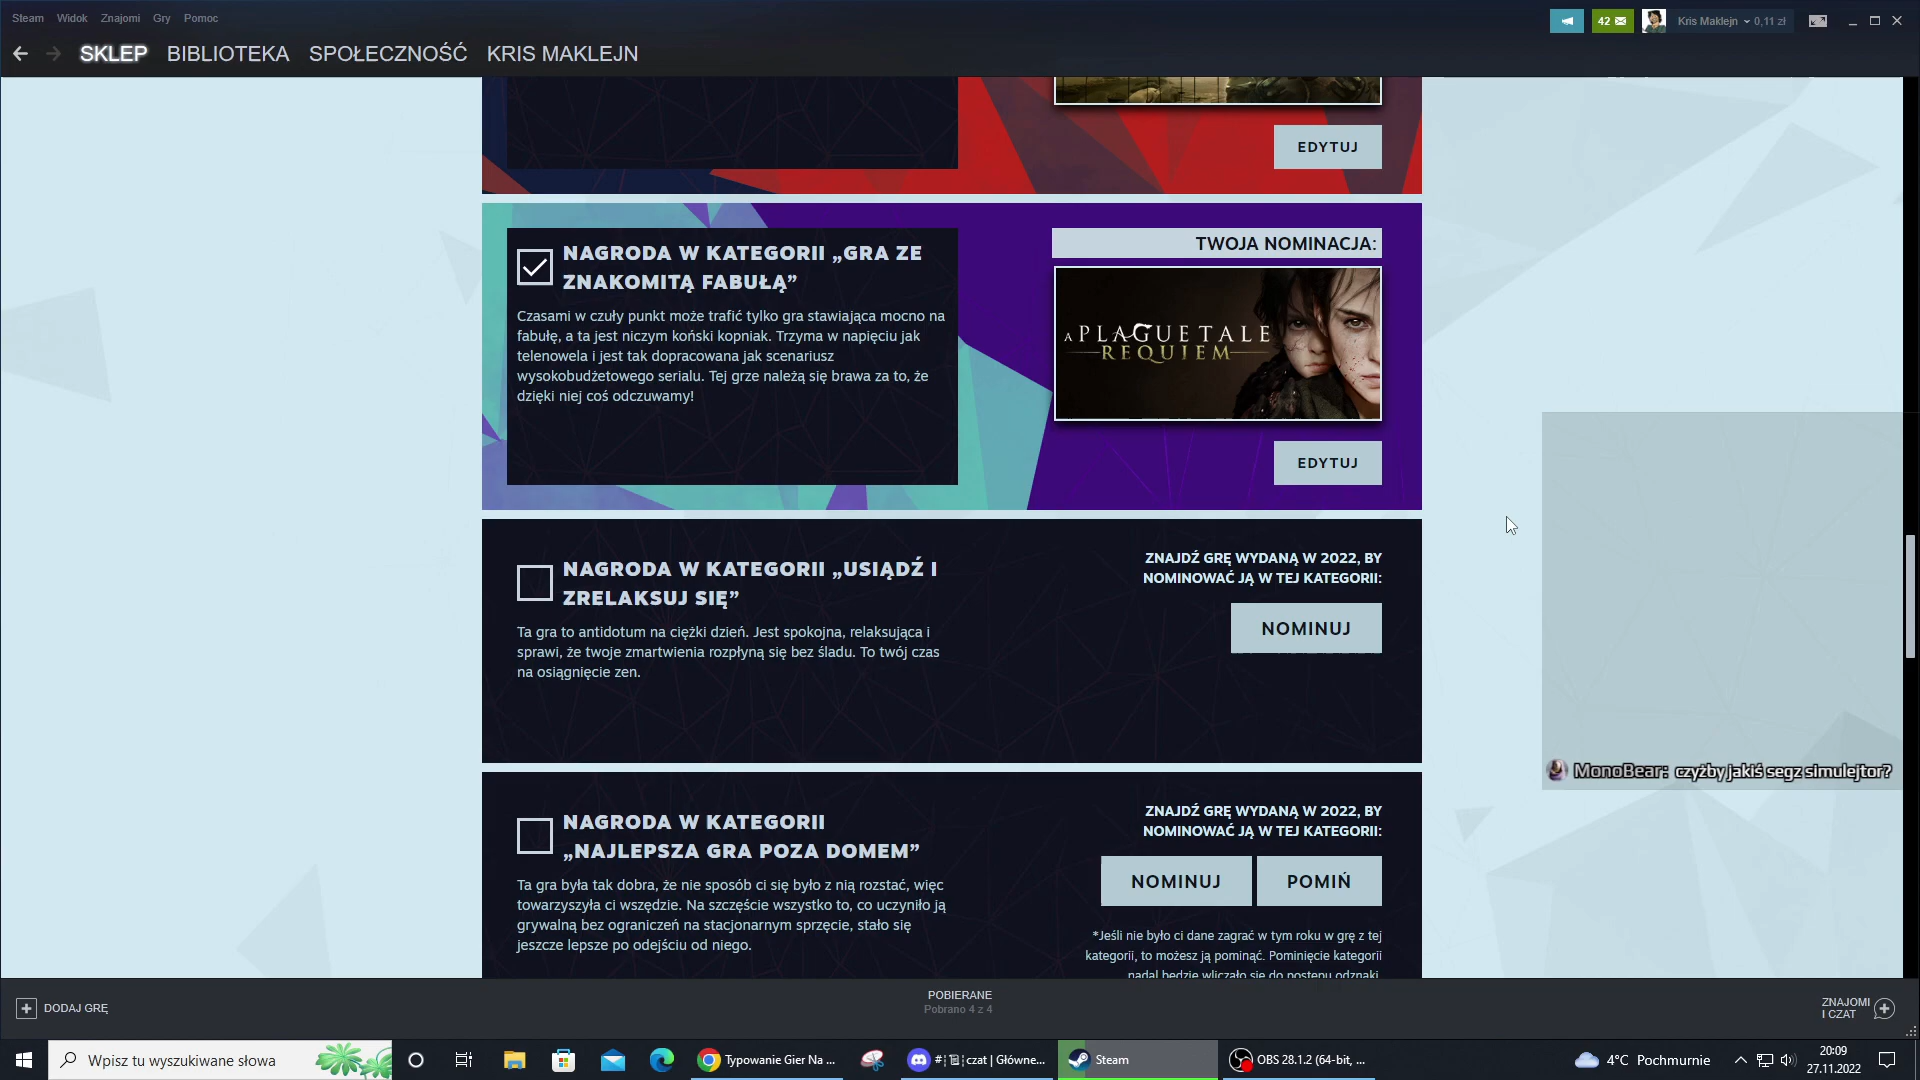 Steam Widok Znajomi Gry Pomoc
42
Kris Maklejn 0,11 zł
SKLEP BIBLIOTEKA SPOŁECZNOŚĆ KRIS MAKLEJN
EDYTUJ
NAGRODA W KATEGORII „GRA ZE
ZNAKOMITĄ FABUŁĄ”
Czasami w czuły punkt może trafić tylko gra stawiająca mocno na
fabułę, a ta jest niczym koński kopniak. Trzyma w napięciu jak
telenowela i jest tak dopracowana jak scenariusz
wysokobudżetowego serialu. Tej grze należą się brawa za to, że
dzięki niej coś odczuwamy!
TWOJA NOMINACJA:
A PLAGUE TALE
REQUIEM
EDYTUJ
NAGRODA W KATEGORII „USIĄDŹ I
ZRELAKSUJ SIĘ”
Ta gra to antidotum na ciężki dzień. Jest spokojna, relaksująca i
sprawi, że twoje zmartwienia rozpłyną się bez śladu. To twój czas
na osiągnięcie zen.
ZNAJDŹ GRĘ WYDANĄ W 2022, BY
NOMINOWAĆ JĄ W TEJ KATEGORII:
NOMINUJ
MonoBear: czyżby jakiś segz simulejtor?
NAGRODA W KATEGORII
„NAJLEPSZA GRA POZA DOMEM”
Ta gra była tak dobra, że nie sposób ci się było z nią rozstać, więc
towarzyszyła ci wszędzie. Na szczęście wszystko to, co uczyniło ją
grywalną bez ograniczeń na stacjonarnym sprzęcie, stało się
jeszcze lepsze po odejściu od niego.
ZNAJDŹ GRĘ WYDANĄ W 2022, BY
NOMINOWAĆ JĄ W TEJ KATEGORII:
NOMINUJ POMIŃ
*Jeśli nie było ci dane zagrać w tym roku w grę z tej
kategorii, to możesz ją pominąć. Pominięcie kategorii
nadal będzie wliczało się do postępu odznaki.
DODAJ GRĘ
POBIERANE
Pobrano 4 z 4
ZNAJOMI
I CZAT
Wpisz tu wyszukiwane słowa
Typowanie Gier Na ...
czat | Główne...
Steam
OBS 28.1.2 (64-bit, ...
4°C Pochmurnie
20:09
27.11.2022